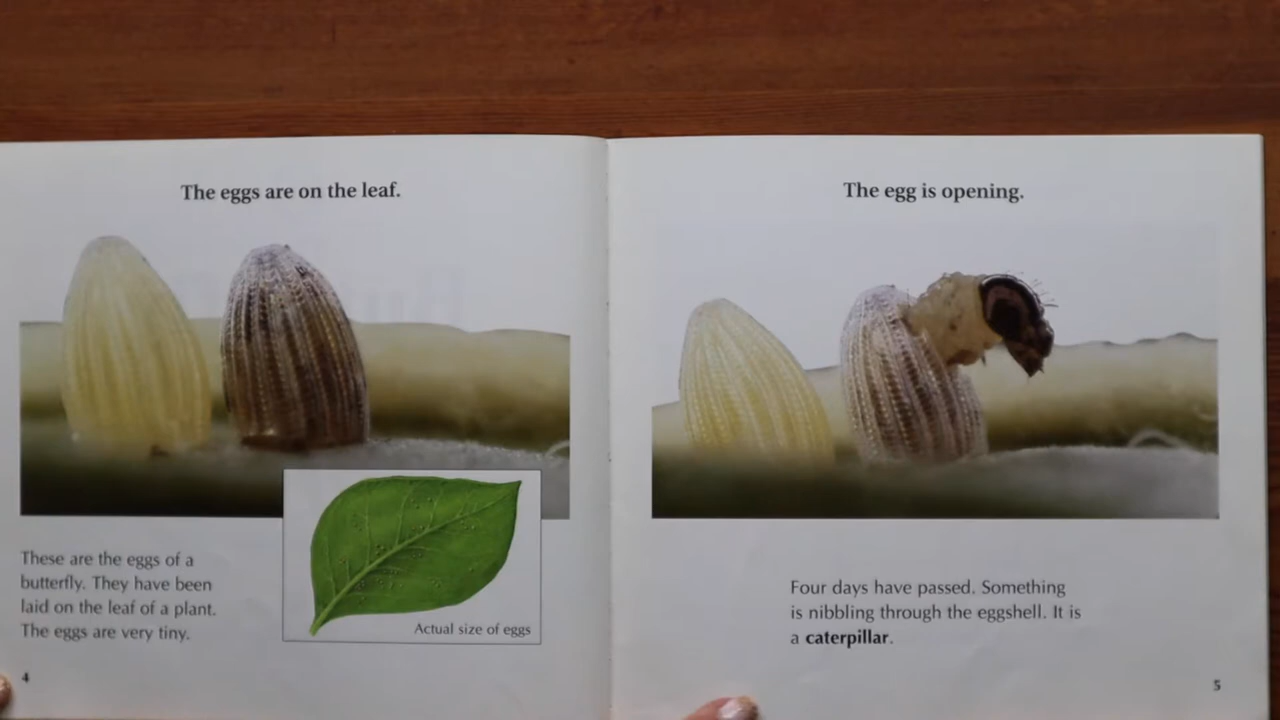 The eggs are on the leaf.
These are the eggs of a
butterfly. They have been
laid on the leaf of a plant.
The eggs are very tiny.
Actual size of eggs
4
The egg is opening.
Four days have passed. Something
is nibbling through the eggshell. It is
a caterpillar.
5